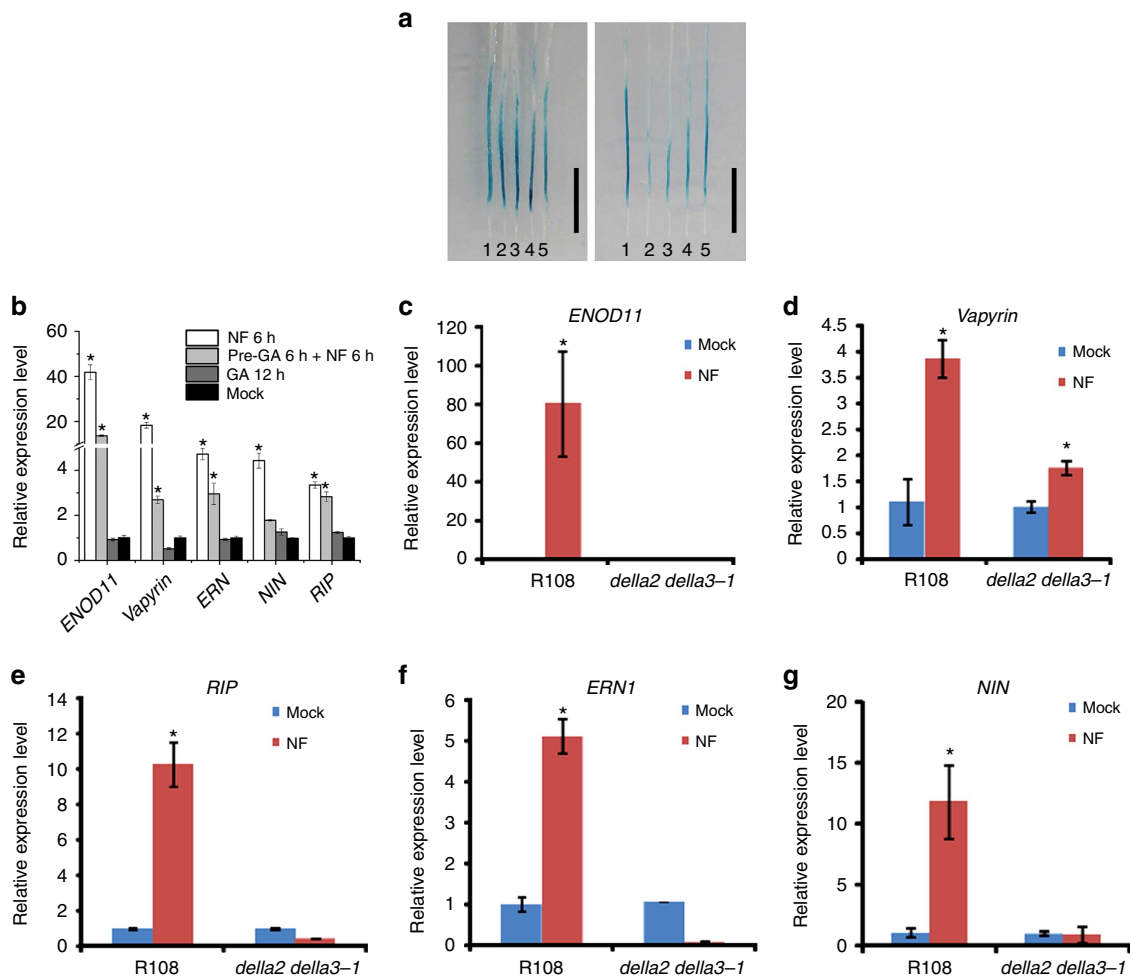 a
1 2 3 4 5
1 2 3 4 5
b
Relative expression level
60
40
20
4
2
0
NF 6 h
Pre-GA 6 h + NF 6 h
GA 12 h
Mock
* * * * * * * * *
ENOD11
Vapyrin
ERN
NIN
RIP
c
ENOD11
Relative expression level
120
100
80
60
40
20
0
*
Mock
NF
R108
della2 della3–1
d
Vapyrin
Relative expression level
4.5
4
3.5
3
2.5
2
1.5
1
0.5
0
*
*
Mock
NF
R108
della2 della3–1
e
RIP
Relative expression level
14
12
10
8
6
4
2
0
*
Mock
NF
R108
della2 della3–1
f
ERN1
Relative expression level
6
5
4
3
2
1
0
*
Mock
NF
R108
della2 della3–1
g
NIN
Relative expression level
20
15
10
5
0
*
Mock
NF
R108
della2 della3–1